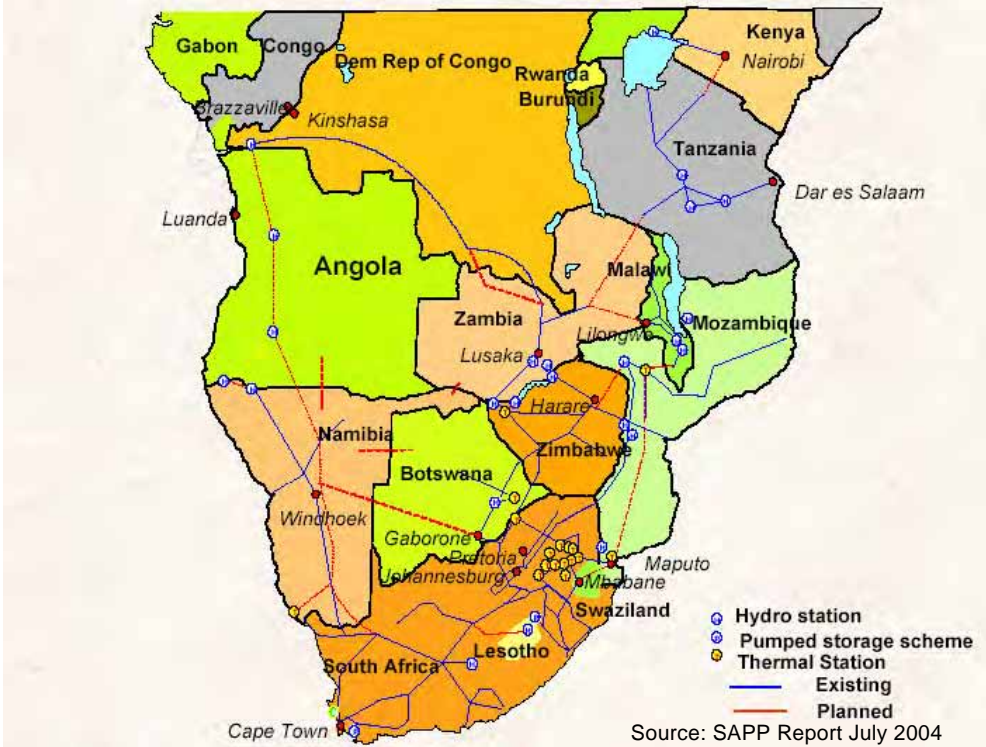 Gabon
Congo
Dem Rep of Congo
Kenya
Nairobi
Rwanda
Burundi
Brazzaville
Kinshasa
Tanzania
Dar es Salaam
Luanda
Angola
Malawi
Zambia
Lilongwe
Mozambique
Lusaka
Harare
Namibia
Zimbabwe
Botswana
Windhoek
Gaborone
Pretoria
Johannesburg
Maputo
Mbabane
Swaziland
Lesotho
South Africa
Cape Town
Hydro station
Pumped storage scheme
Thermal Station
Existing
Planned
Source: SAPP Report July 2004